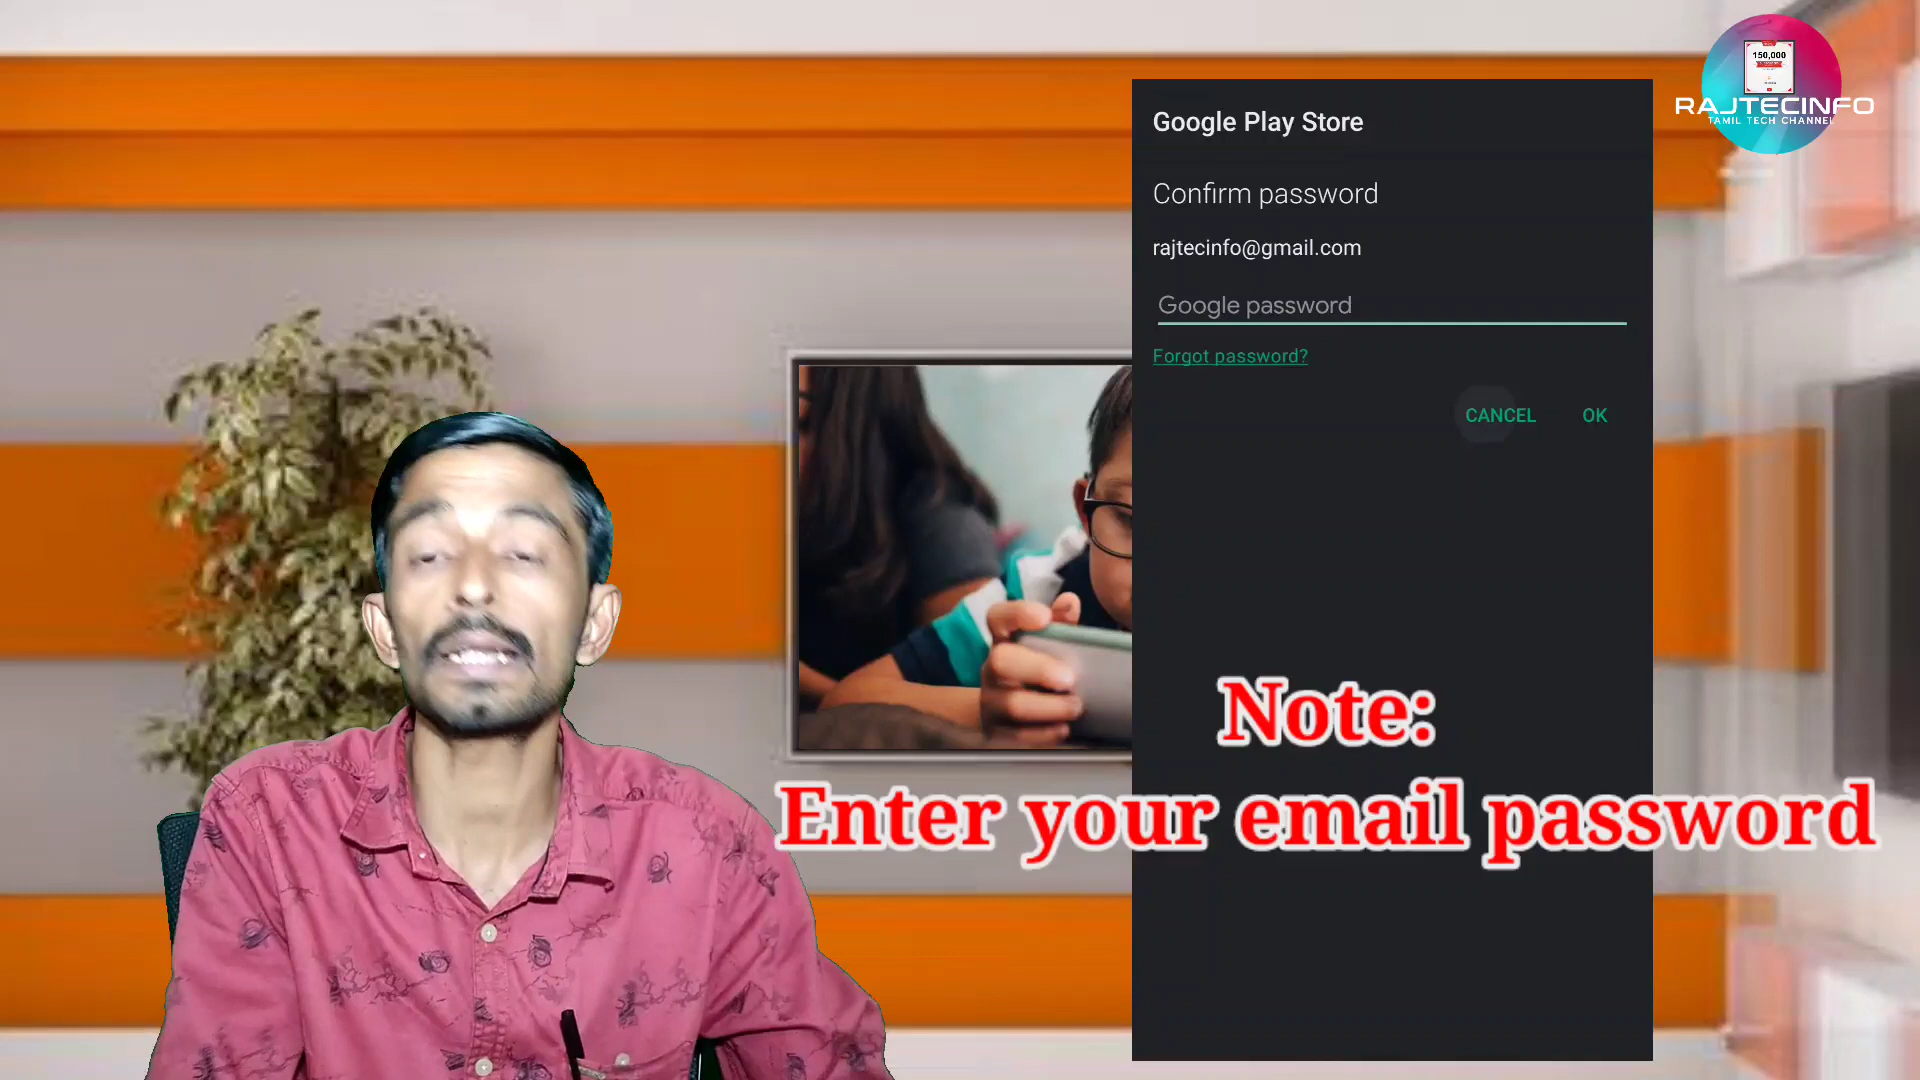 150,000
RAJTECINFO
TAMIL TECH CHANNEL
Google Play Store
Confirm password
rajtecinfo@gmail.com
Google password
Forgot password?
CANCEL OK
Note:
Enter your email password